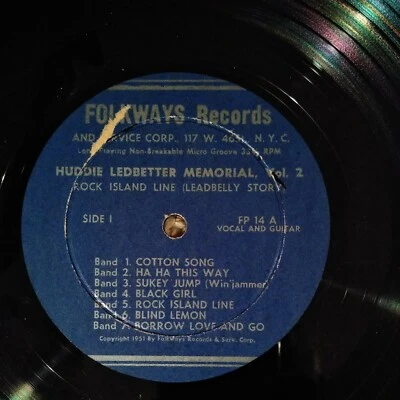 FOLKWAYS Records
AND SERVICE CORP., 117 W. 46 St., N.Y.C.
Long Playing Non-Breakable Micro Groove 33⅓ RPM
HUDDIE LEDBETTER MEMORIAL, Vol. 2
ROCK ISLAND LINE (LEADBELLY STORY)
SIDE I
FP 14 A
VOCAL AND GUITAR
Band 1. COTTON SONG
Band 2. HA HA THIS WAY
Band 3. SUKEY JUMP (Win'jammer)
Band 4. BLACK GIRL
Band 5. ROCK ISLAND LINE
Band 6. BLIND LEMON
Band 7. BORROW LOVE AND GO
Copyright 1951 by Folkways Records & Serv. Corp.